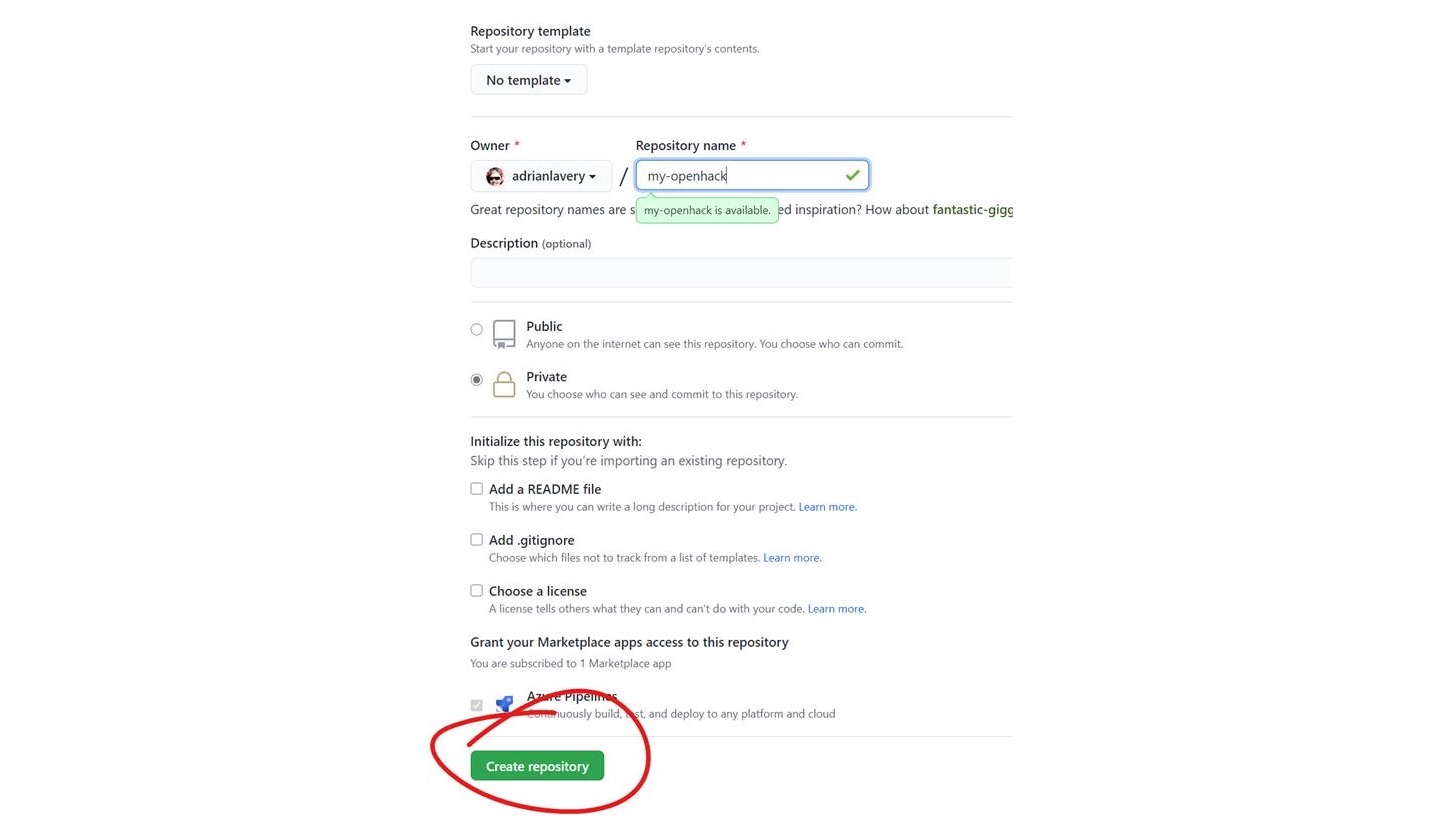 Repository template
Start your repository with a template repository's contents.
No template
Owner *
Repository name *
adrianlavery
/
my-openhack
Great repository names are s
my-openhack is available.
ed inspiration? How about fantastic-gigg
Description (optional)
Public
Anyone on the internet can see this repository. You choose who can commit.
Private
You choose who can see and commit to this repository.
Initialize this repository with:
Skip this step if you're importing an existing repository.
Add a README file
This is where you can write a long description for your project. Learn more.
Add .gitignore
Choose which files not to track from a list of templates. Learn more.
Choose a license
A license tells others what they can and can't do with your code. Learn more.
Grant your Marketplace apps access to this repository
You are subscribed to 1 Marketplace app
Azure Pipelines
Continuously build, test, and deploy to any platform and cloud
Create repository